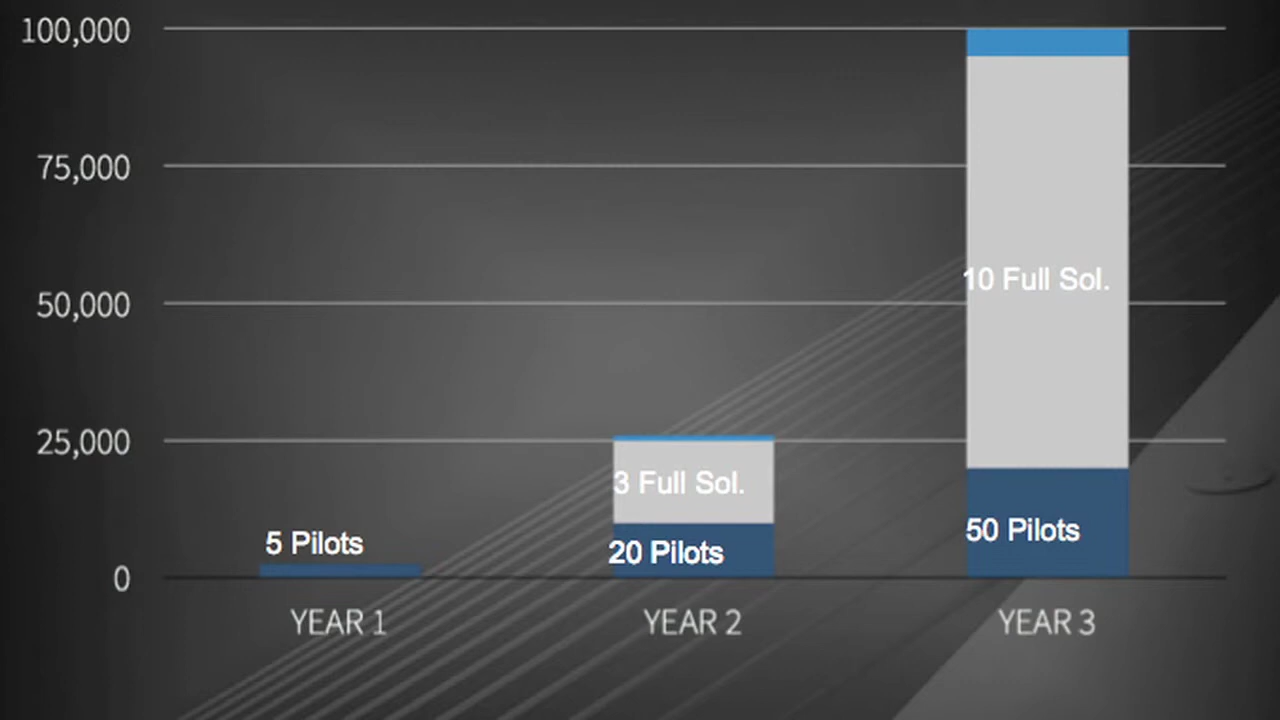 100,000
75,000
50,000
25,000
0
10 Full Sol.
3 Full Sol.
5 Pilots
20 Pilots
50 Pilots
YEAR 1
YEAR 2
YEAR 3